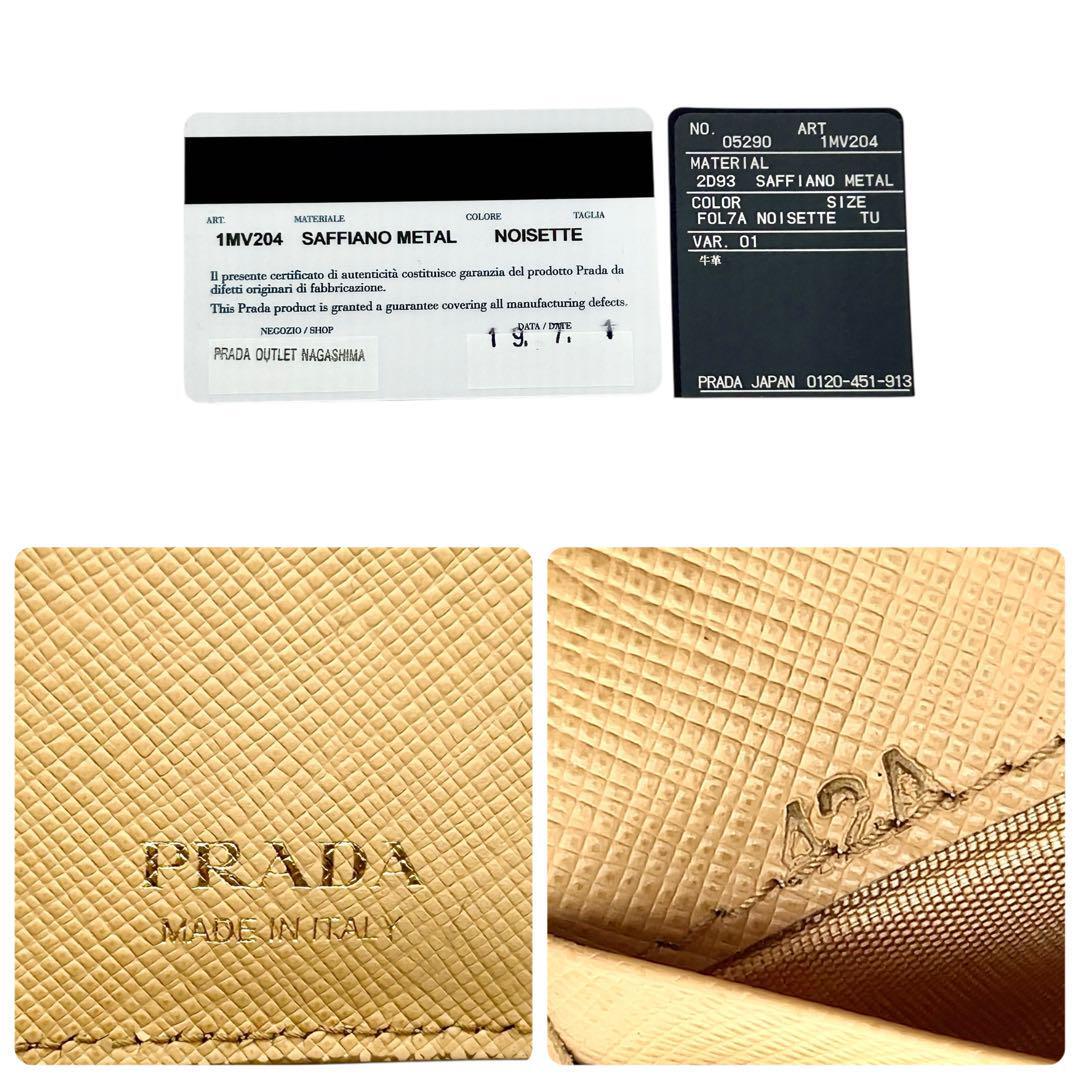 ART. MATERIALE COLORE TAGLIA
1MV204 SAFFIANO METAL NOISETTE
Il presente certificato di autenticità costituisce garanzia del prodotto Prada da
difetti originari di fabbricazione.
This Prada product is granted a guarantee covering all manufacturing defects.
NEGOZIO / SHOP DATA / DATE
PRADA OUTLET NAGASHIMA 19. 7. 1
NO. ART
05290 1MV204
MATERIAL
2D93 SAFFIANO METAL
COLOR SIZE
F0L7A NOISETTE TU
VAR. 01
牛革
PRADA JAPAN 0120-451-913
PRADA
MADE IN ITALY
42A